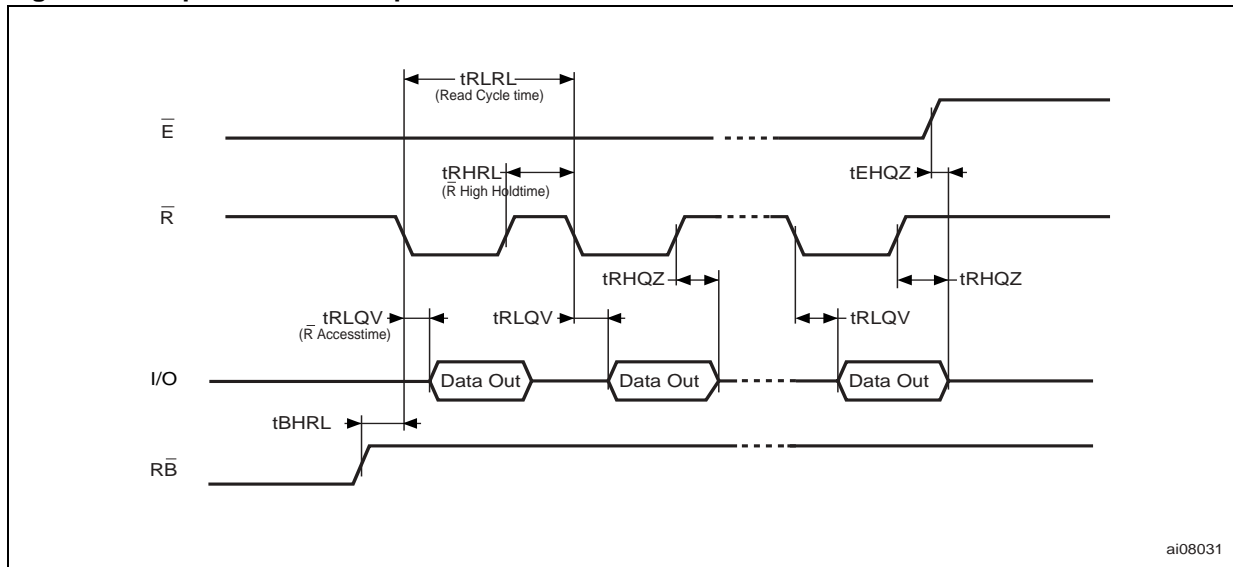 tRLRL
(Read Cycle time)
E̅
tRHRL
(R̅ High Holdtime)
tEHQZ
R̅
tRHQZ
tRHQZ
tRLQV
(R̅ Accesstime)
tRLQV
tRLQV
I/O
Data Out
Data Out
Data Out
tBHRL
RB̅
ai08031